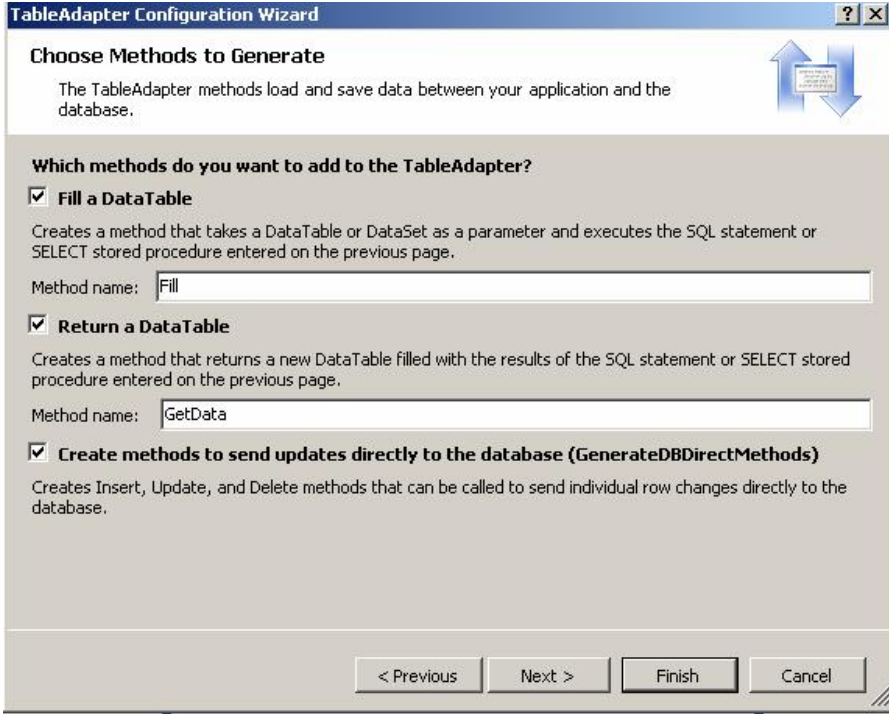 TableAdapter Configuration Wizard
Choose Methods to Generate
The TableAdapter methods load and save data between your application and the
database.
Which methods do you want to add to the TableAdapter?
Fill a DataTable
Creates a method that takes a DataTable or DataSet as a parameter and executes the SQL statement or
SELECT stored procedure entered on the previous page.
Method name: Fill
Return a DataTable
Creates a method that returns a new DataTable filled with the results of the SQL statement or SELECT stored
procedure entered on the previous page.
Method name: GetData
Create methods to send updates directly to the database (GenerateDBDirectMethods)
Creates Insert, Update, and Delete methods that can be called to send individual row changes directly to the
database.
< Previous Next > Finish Cancel